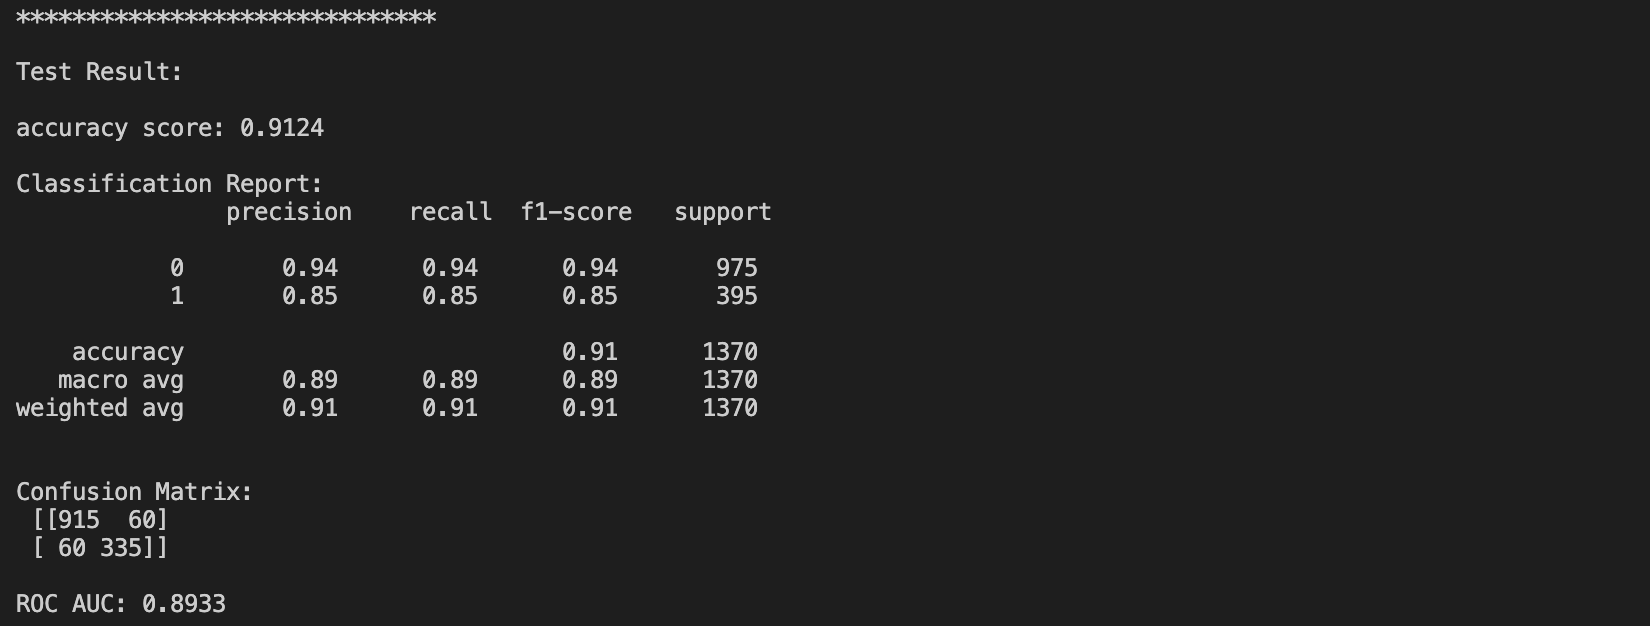 ******************************
Test Result:
accuracy score: 0.9124
Classification Report:
precision recall f1-score support
0 0.94 0.94 0.94 975
1 0.85 0.85 0.85 395
accuracy 0.91 1370
macro avg 0.89 0.89 0.89 1370
weighted avg 0.91 0.91 0.91 1370
Confusion Matrix:
[[915 60]
[ 60 335]]
ROC AUC: 0.8933